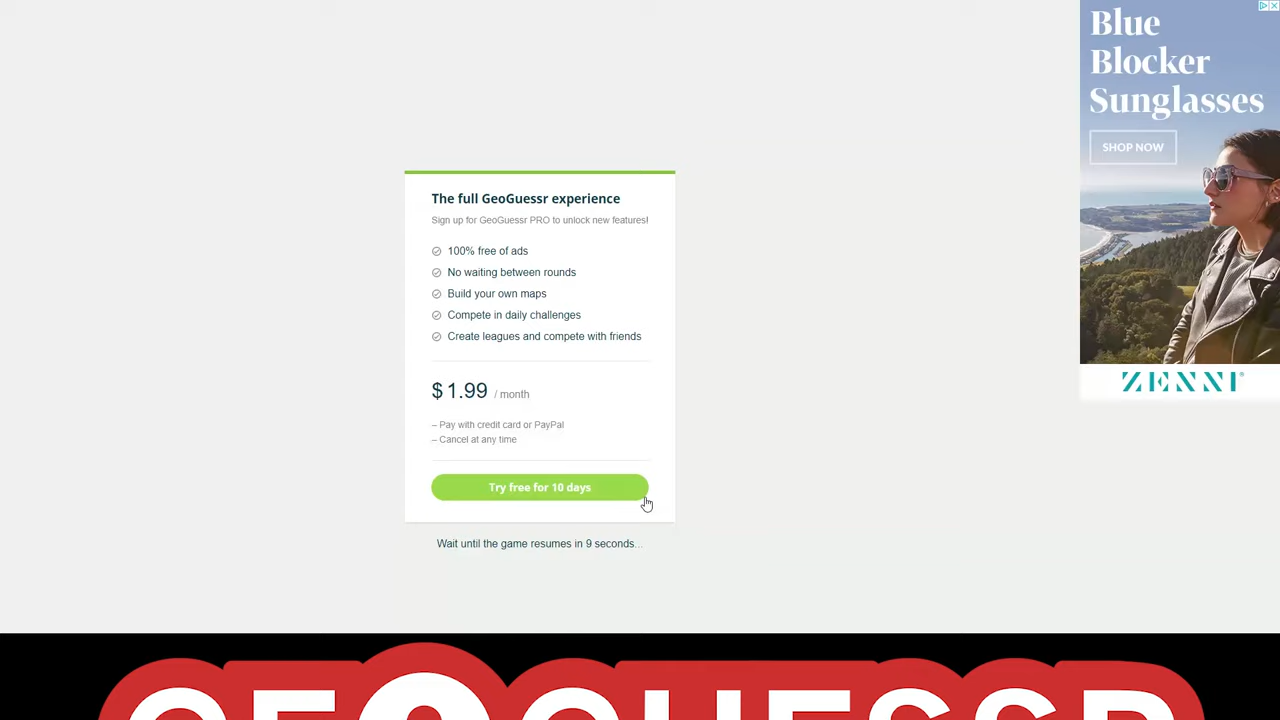 Blue
Blocker
Sunglasses
SHOP NOW
ZENNI®
The full GeoGuessr experience
Sign up for GeoGuessr PRO to unlock new features!
100% free of ads
No waiting between rounds
Build your own maps
Compete in daily challenges
Create leagues and compete with friends
$ 1.99 / month
– Pay with credit card or PayPal
– Cancel at any time
Try free for 10 days
Wait until the game resumes in 9 seconds...
GEOGUESSR